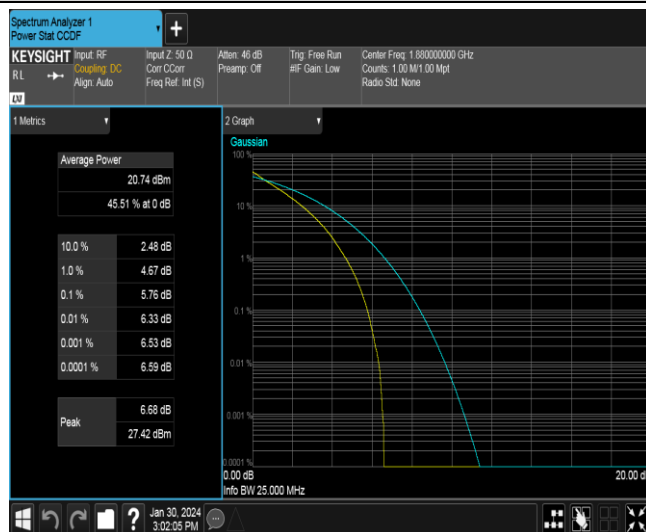 Spectrum Analyzer 1
Power Stat CCDF
+
KEYSIGHT
RL
LXI
Input: RF
Coupling: DC
Align: Auto
Input Z: 50 Ω
Corr CCorr
Freq Ref: Int (S)
Atten: 46 dB
Preamp: Off
Trig: Free Run
#IF Gain: Low
Center Freq: 1.880000000 GHz
Counts: 1.00 M/1.00 Mpt
Radio Std: None
1 Metrics
Average Power
20.74 dBm
45.51 % at 0 dB
10.0 % 2.48 dB
1.0 % 4.67 dB
0.1 % 5.76 dB
0.01 % 6.33 dB
0.001 % 6.53 dB
0.0001 % 6.59 dB
Peak
6.68 dB
27.42 dBm
2 Graph
Gaussian
100 %
10 %
1 %
0.1 %
0.01 %
0.001 %
0.0001 %
0.00 dB
20.00 d
Info BW 25.000 MHz
?
Jan 30, 2024
3:02:05 PM